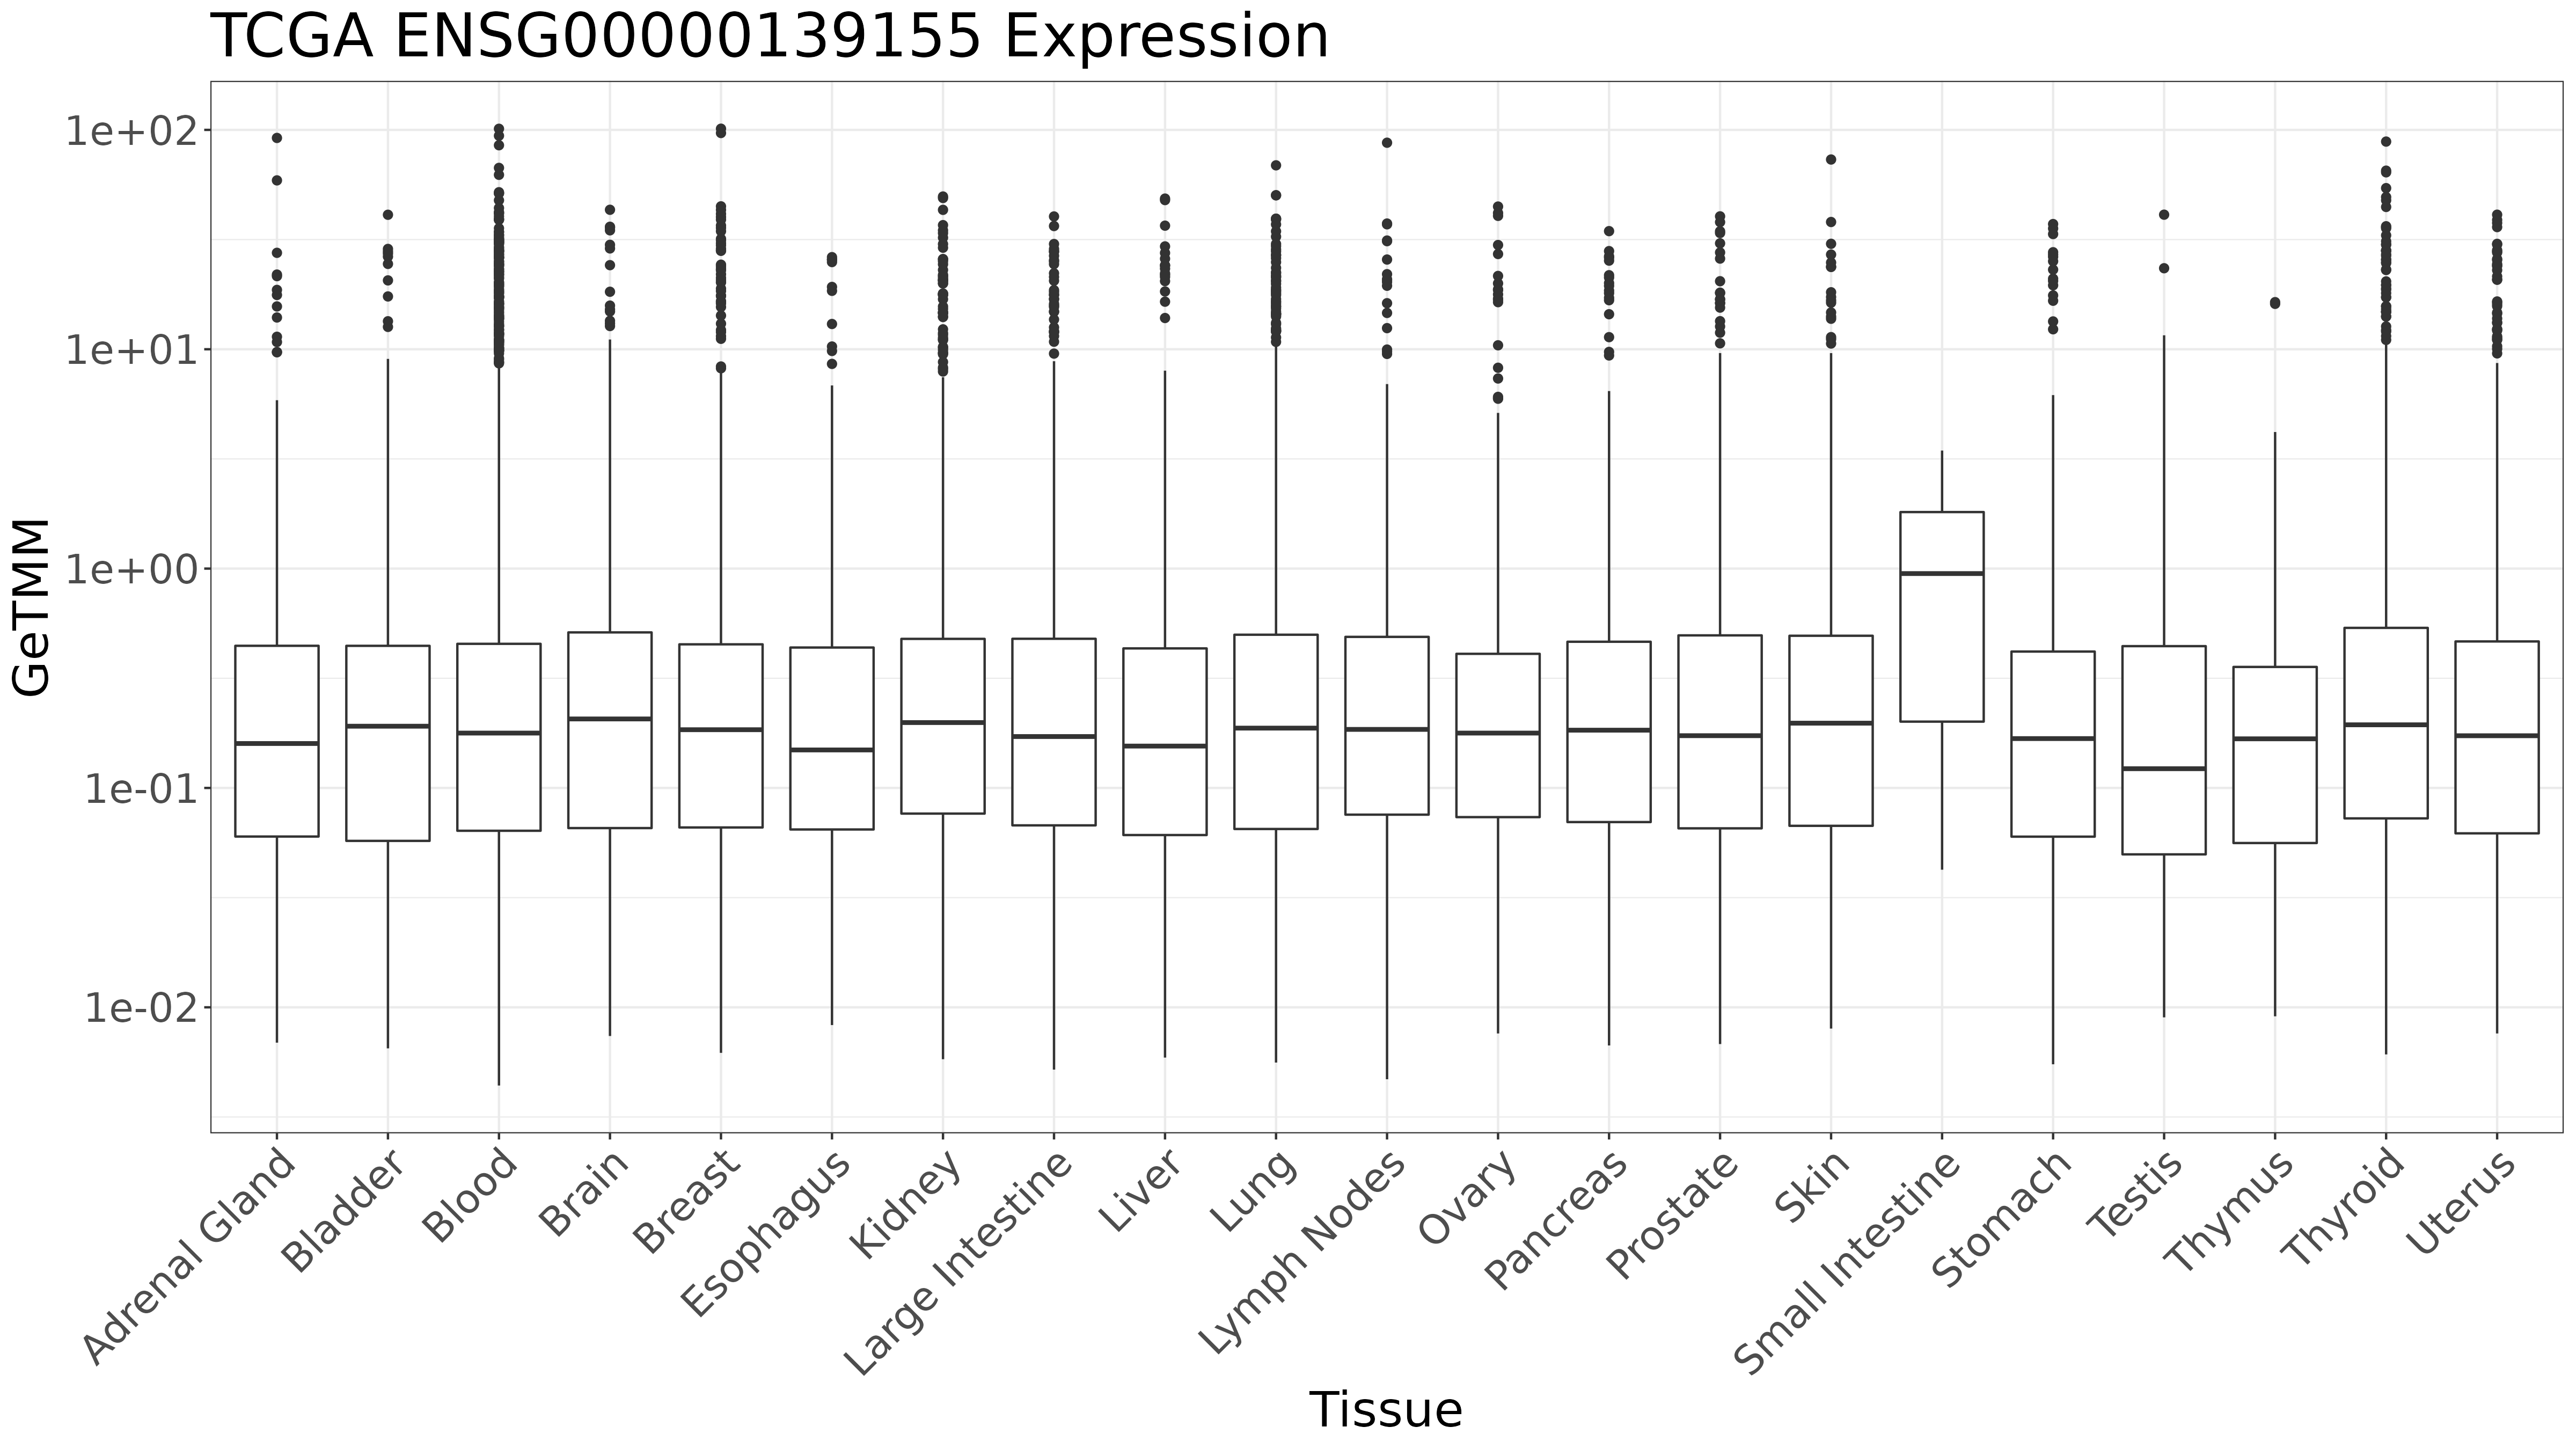 TCGA ENSG00000139155 Expression
GeTMM
1e+02
1e+01
1e+00
1e-01
1e-02
Adrenal Gland
Bladder
Blood
Brain
Breast
Esophagus
Kidney
Large Intestine
Liver
Lung
Lymph Nodes
Ovary
Pancreas
Prostate
Skin
Small Intestine
Stomach
Testis
Thymus
Thyroid
Uterus
Tissue